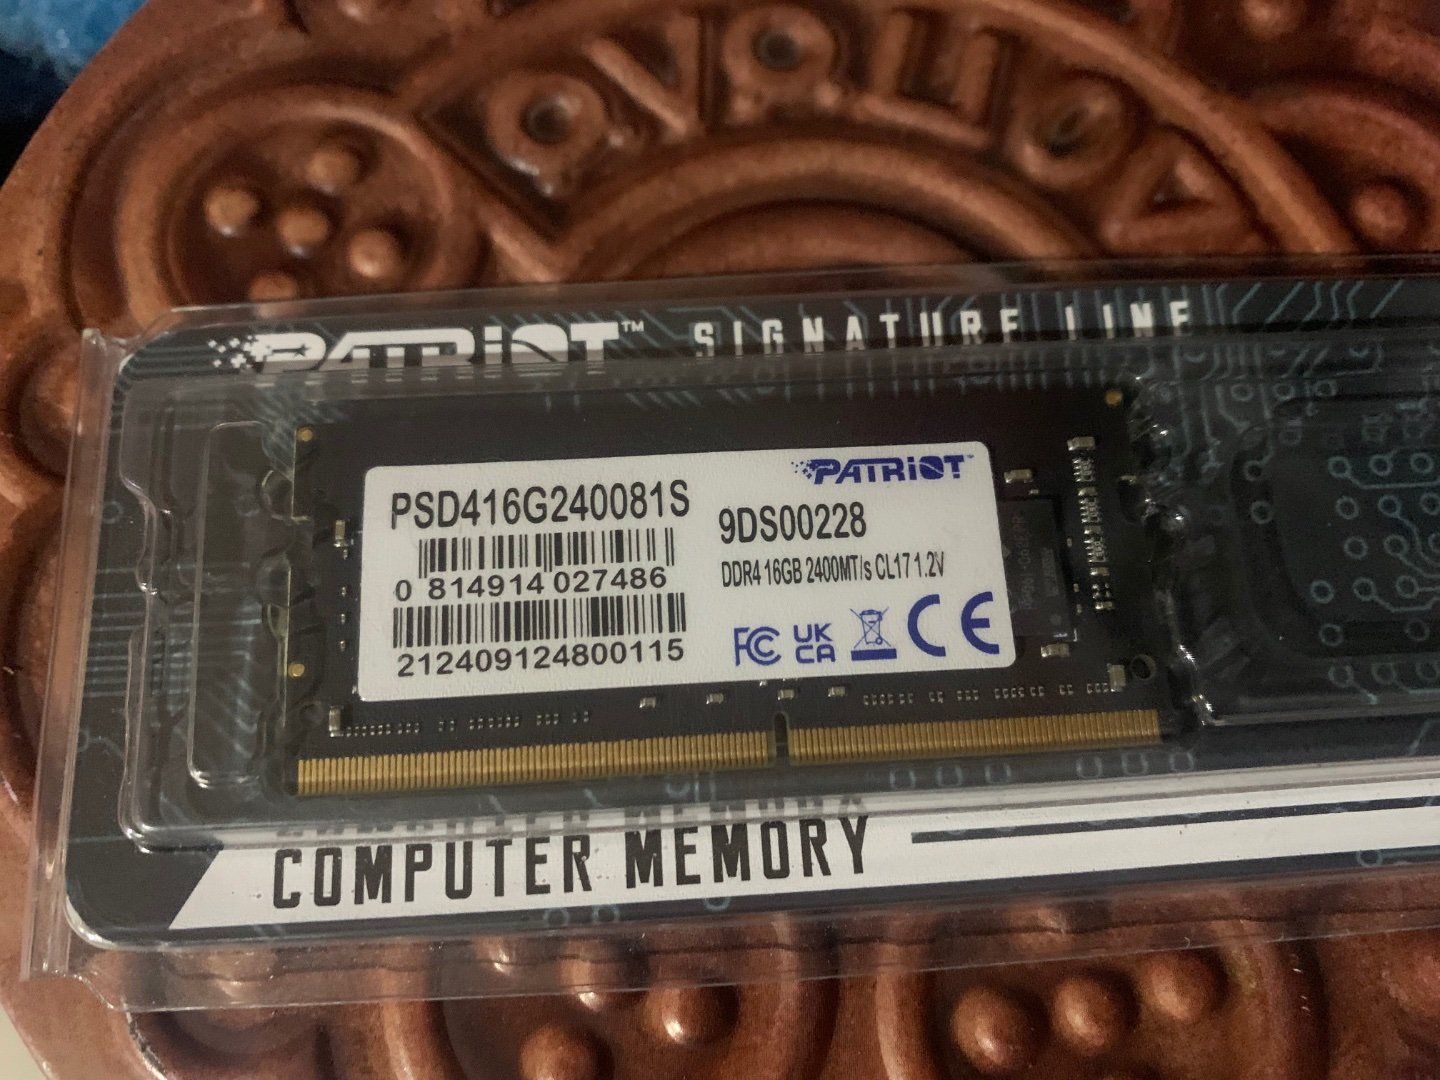 PATRiOT™ SIGNATURE LINE
PATRiOT
PSD416G240081S
9DS00228
0 814914 027486
DDR4 16GB 2400MT/s CL17 1.2V
212409124800115
FC UK CA CE
COMPUTER MEMORY